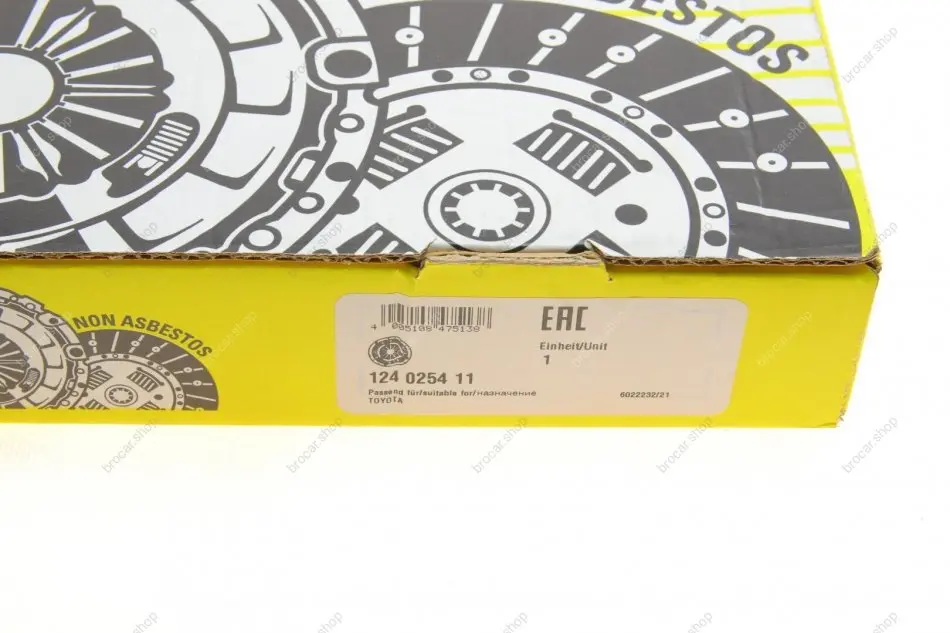 ASBESTOS
NON ASBESTOS
4 005108 475138
EAC
Einheit/Unit
1
124 0254 11
Passend für/suitable for/назначение
TOYOTA
6022232/21
brocar.shop